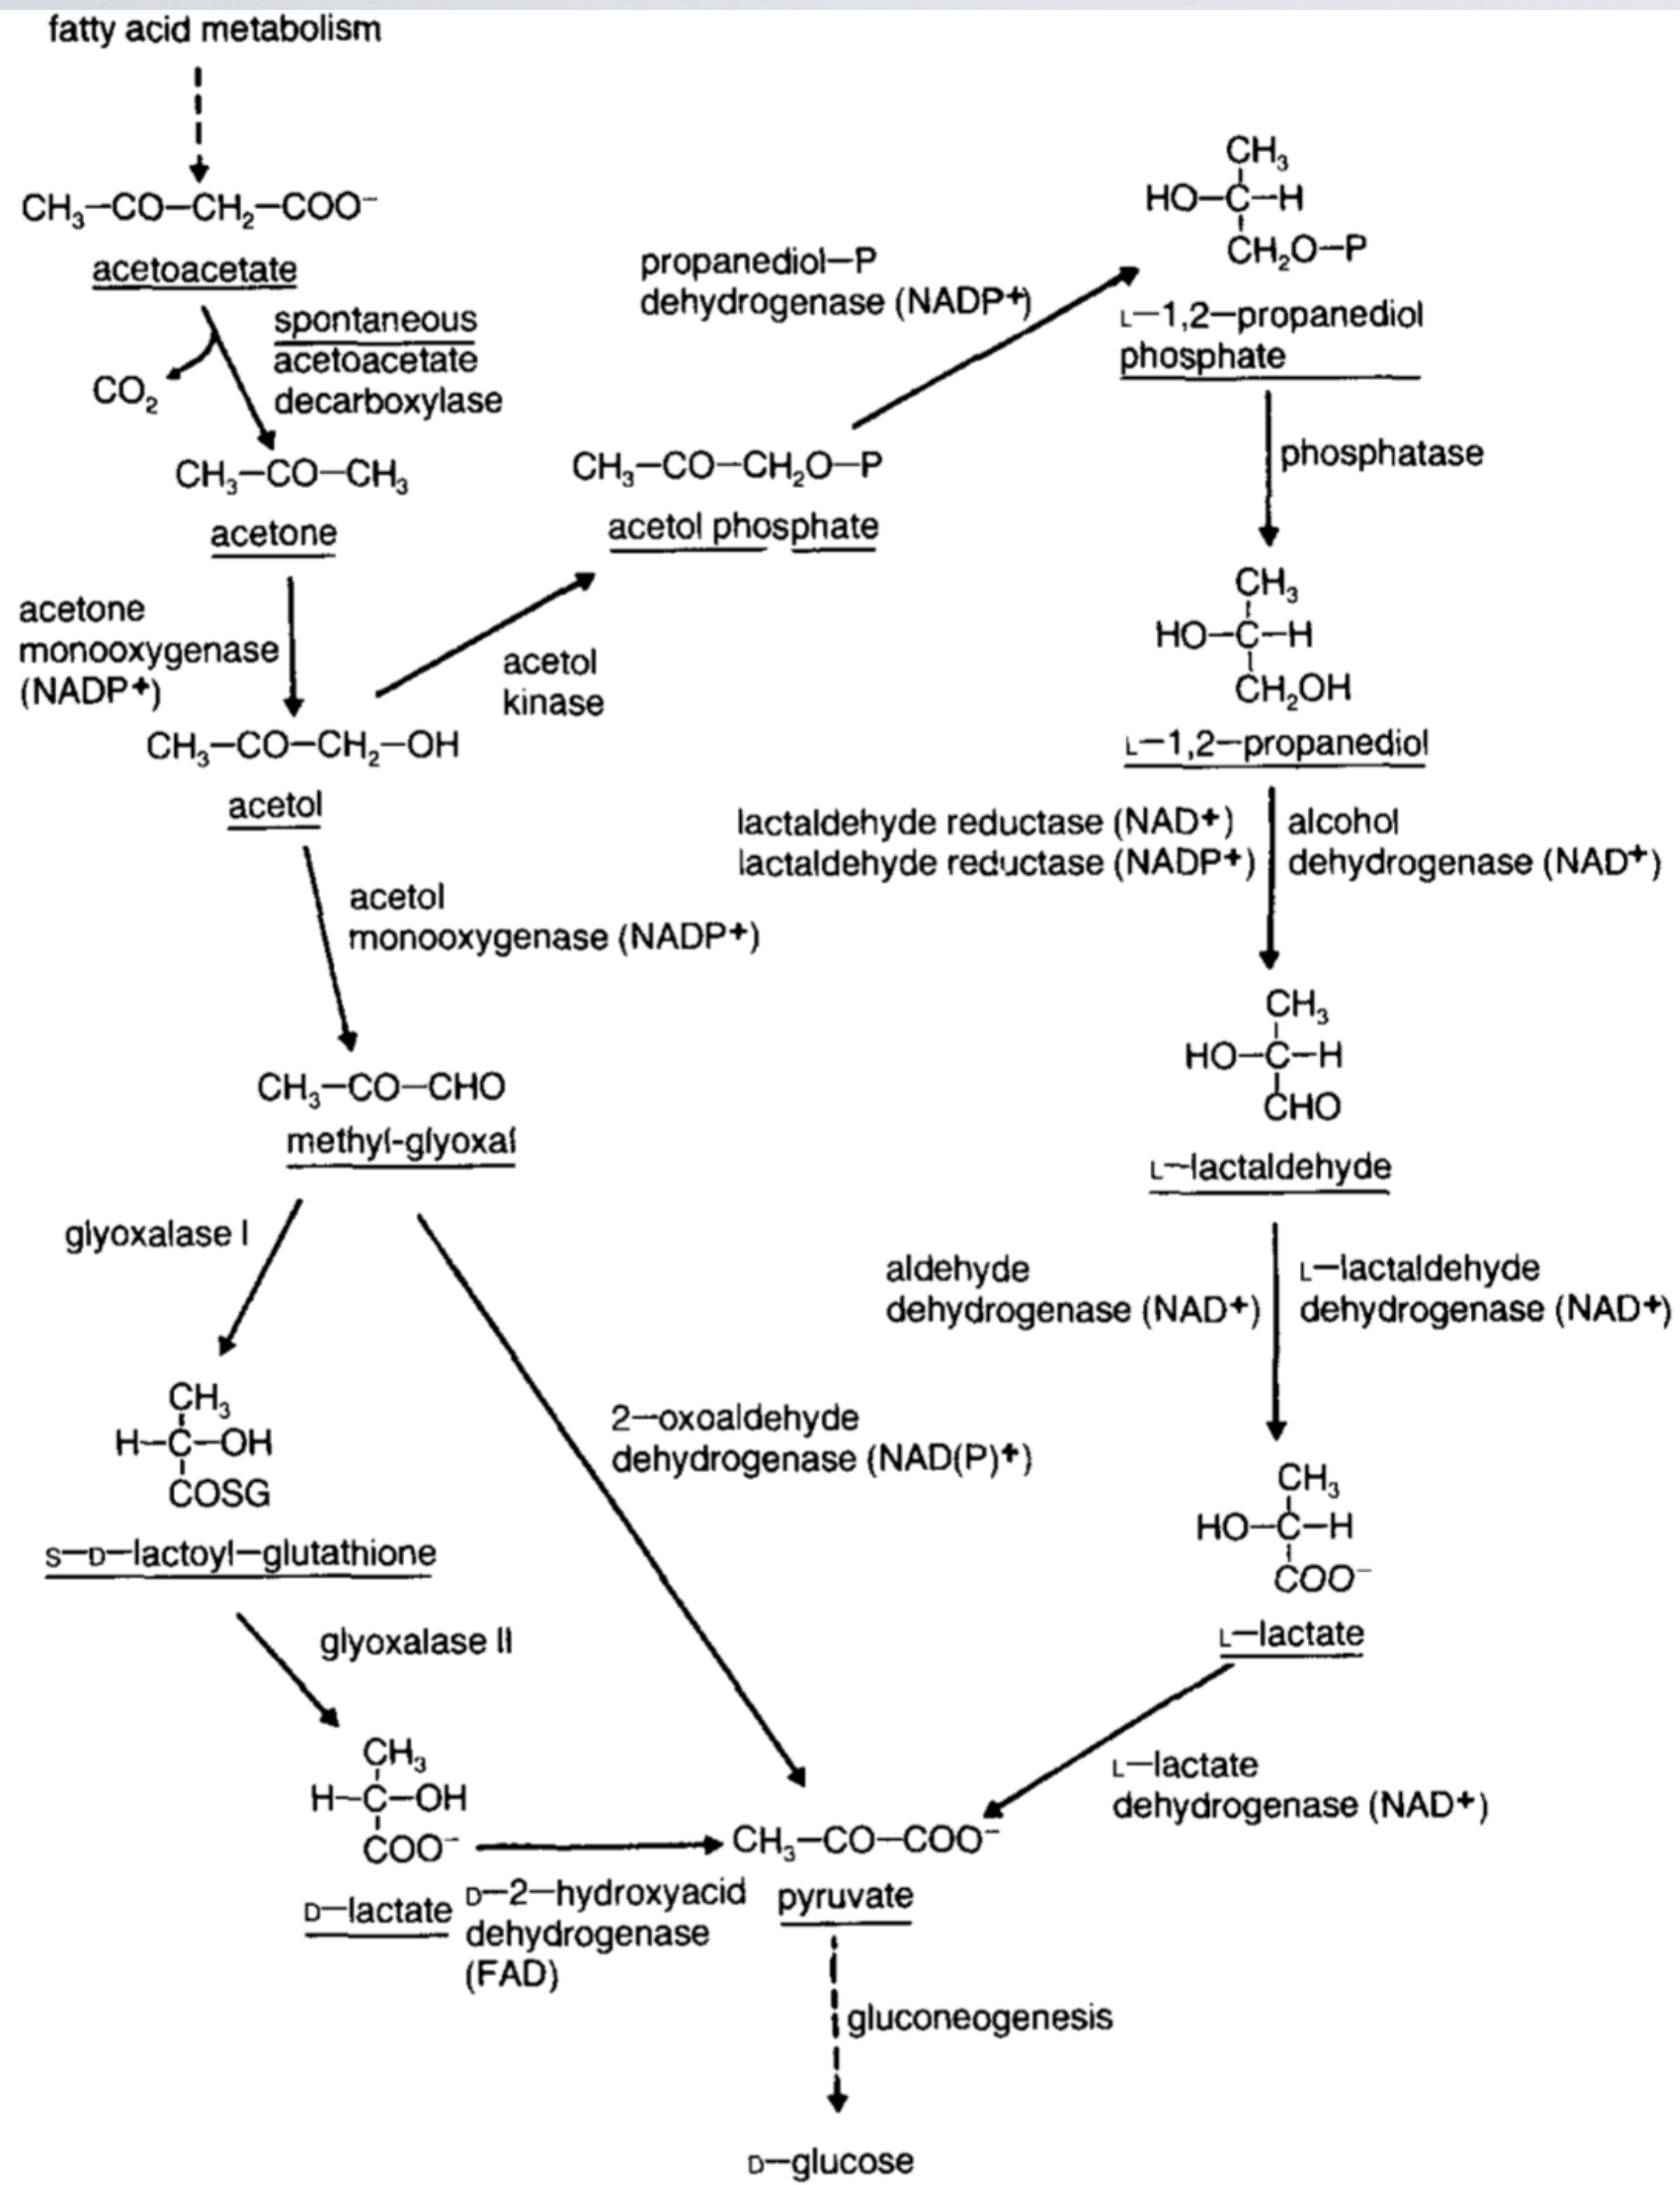 fatty acid metabolism
CH3–CO–CH2–COO–
acetoacetate
spontaneous
acetoacetate
decarboxylase
CO2
CH3–CO–CH3
acetone
acetone
monooxygenase
(NADP+)
CH3–CO–CH2–OH
acetol
acetol
kinase
CH3–CO–CH2O–P
acetol phosphate
propanediol–P
dehydrogenase (NADP+)
CH3
HO–C–H
CH2O–P
L–1,2–propanediol
phosphate
phosphatase
CH3
HO–C–H
CH2OH
L–1,2–propanediol
lactaldehyde reductase (NAD+)
lactaldehyde reductase (NADP+)
alcohol
dehydrogenase (NAD+)
CH3
HO–C–H
CHO
L–lactaldehyde
aldehyde
dehydrogenase (NAD+)
L–lactaldehyde
dehydrogenase (NAD+)
CH3
HO–C–H
COO–
L–lactate
L–lactate
dehydrogenase (NAD+)
acetol
monooxygenase (NADP+)
CH3–CO–CHO
methyl-glyoxal
glyoxalase I
CH3
H–C–OH
COSG
S–D–lactoyl–glutathione
glyoxalase II
2–oxoaldehyde
dehydrogenase (NAD(P)+)
CH3
H–C–OH
COO–
D–lactate
D–2–hydroxyacid
dehydrogenase
(FAD)
CH3–CO–COO–
pyruvate
gluconeogenesis
D–glucose